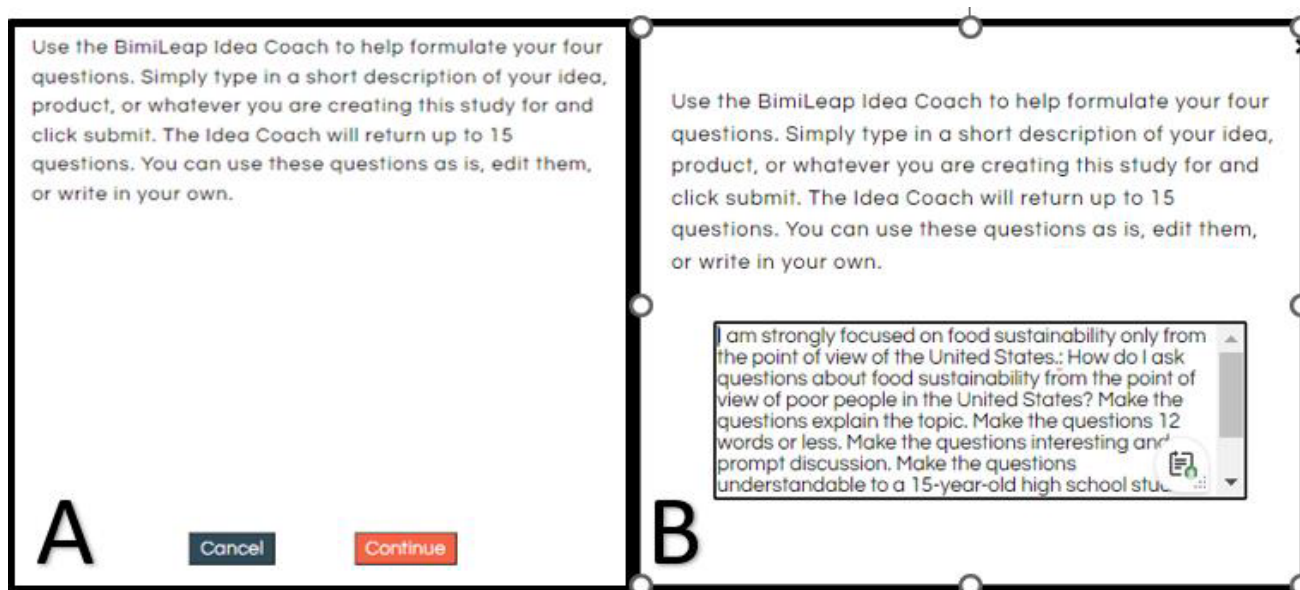 Use the BimiLeap Idea Coach to help formulate your four
questions. Simply type in a short description of your idea,
product, or whatever you are creating this study for and
click submit. The Idea Coach will return up to 15
questions. You can use these questions as is, edit them,
or write in your own.
A
Cancel
Continue
Use the BimiLeap Idea Coach to help formulate your four
questions. Simply type in a short description of your idea,
product, or whatever you are creating this study for and
click submit. The Idea Coach will return up to 15
questions. You can use these questions as is, edit them,
or write in your own.
I am strongly focused on food sustainability only from
the point of view of the United States.: How do I ask
questions about food sustainability from the point of
view of poor people in the United States? Make the
questions explain the topic. Make the questions 12
words or less. Make the questions interesting and
prompt discussion. Make the questions
understandable to a 15-year-old high school
B